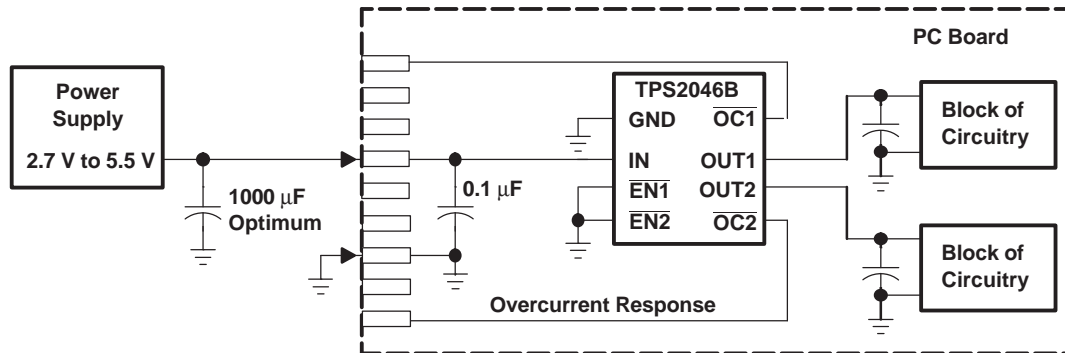 PC Board
Power
Supply
2.7 V to 5.5 V
1000 μF
Optimum
0.1 μF
TPS2046B
GND
OC1
IN
OUT1
EN1
OUT2
EN2
OC2
Overcurrent Response
Block of
Circuitry
Block of
Circuitry